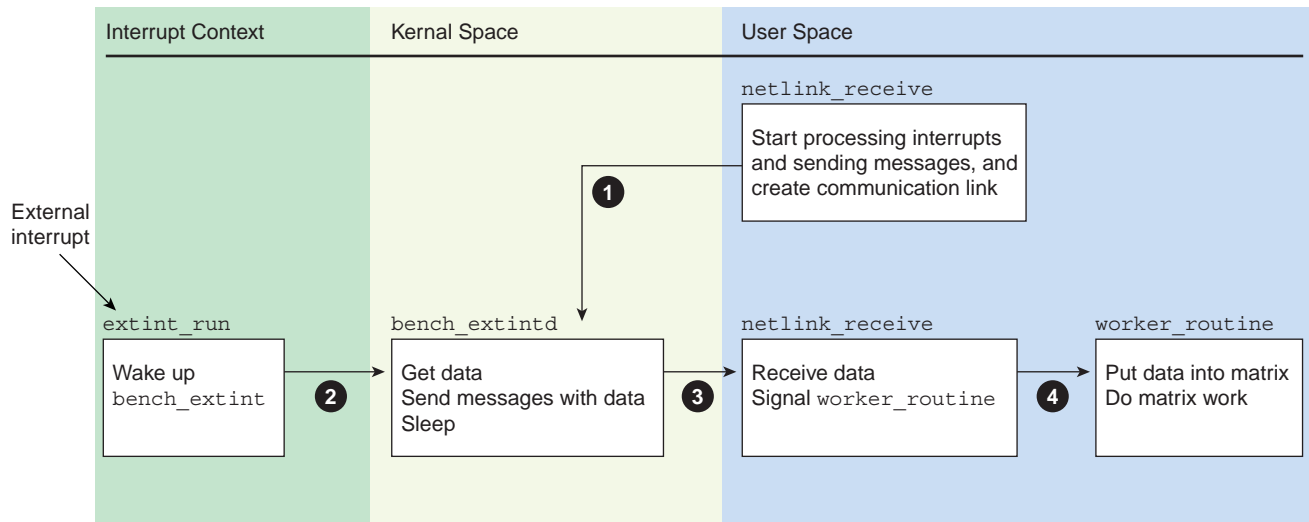 Interrupt Context
Kernal Space
User Space
netlink_receive
Start processing interrupts
and sending messages, and
create communication link
1
External
interrupt
extint_run
Wake up
bench_extint
2
bench_extintd
Get data
Send messages with data
Sleep
3
netlink_receive
Receive data
Signal worker_routine
4
worker_routine
Put data into matrix
Do matrix work